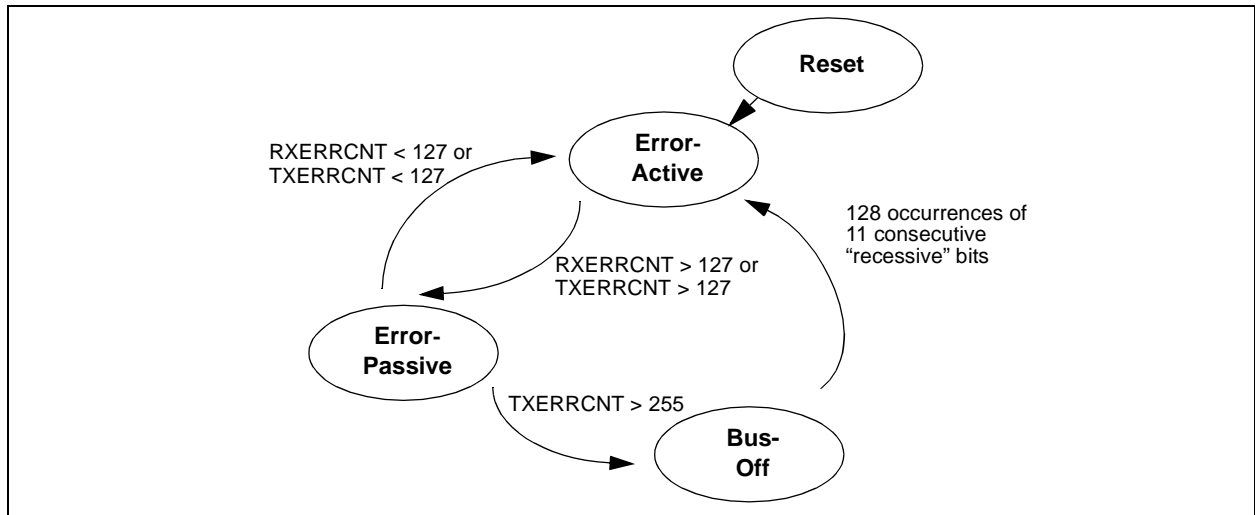 Reset
Error-
Active
RXERRCNT < 127 or
TXERRCNT < 127
128 occurrences of
11 consecutive
“recessive” bits
RXERRCNT > 127 or
TXERRCNT > 127
Error-
Passive
TXERRCNT > 255
Bus-
Off